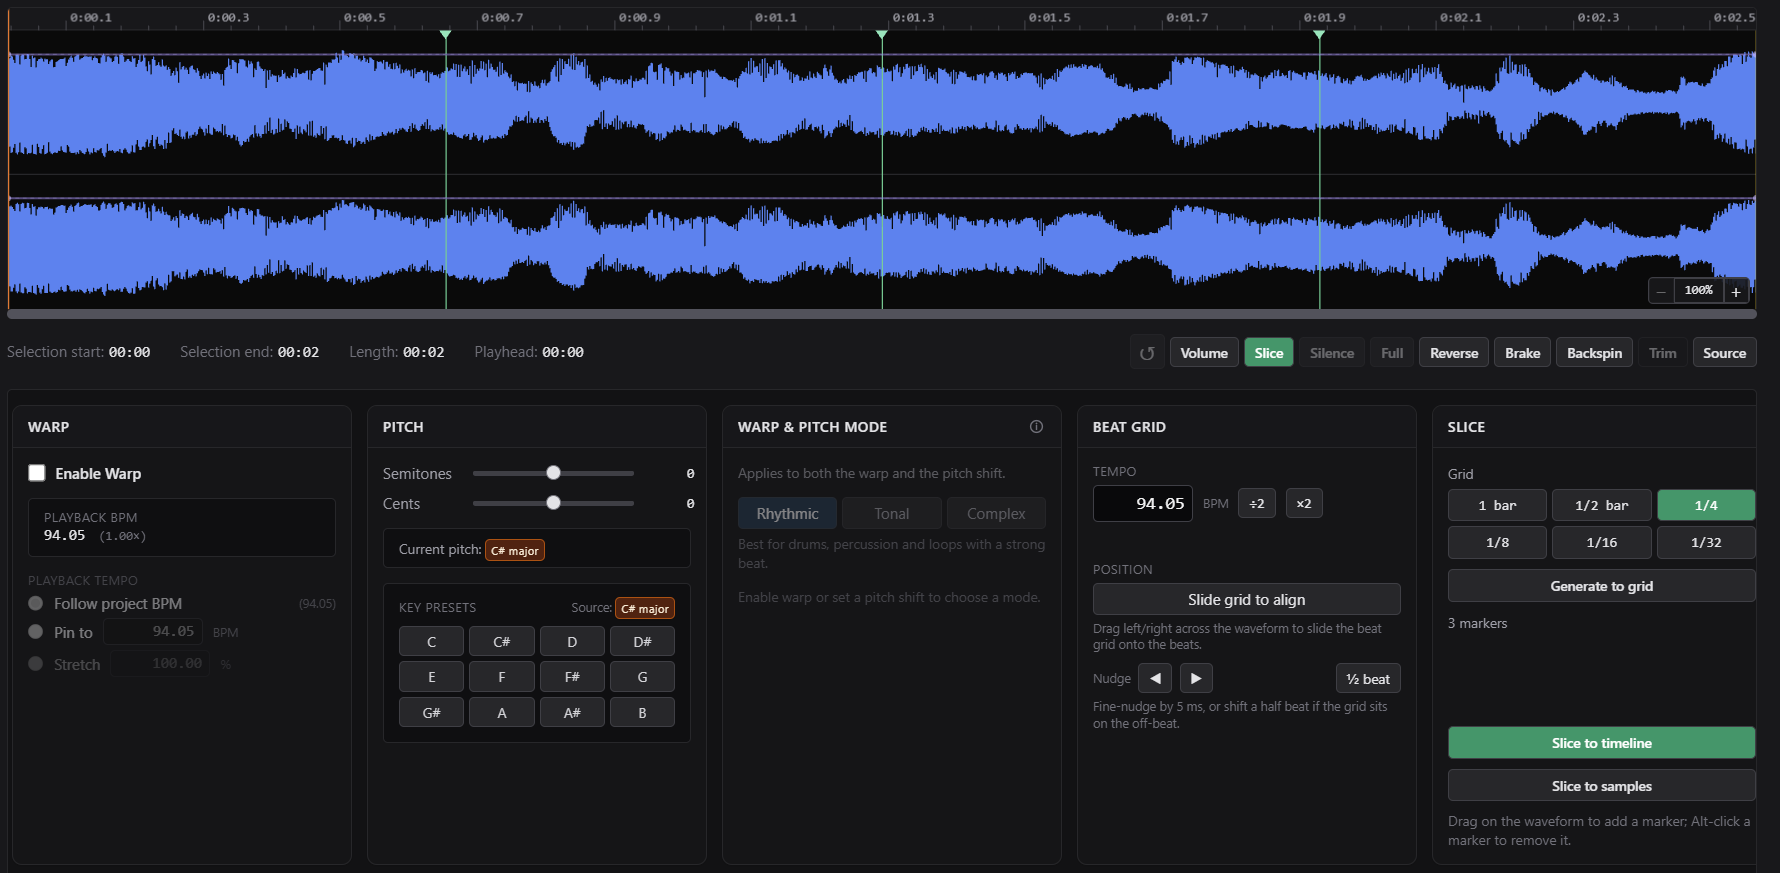 0:00.1 0:00.3 0:00.5 0:00.7 0:00.9 0:01.1 0:01.3 0:01.5 0:01.7 0:01.9 0:02.1 0:02.3 0:02.5
− 100% +
Selection start: 00:00 Selection end: 00:02 Length: 00:02 Playhead: 00:00
↺ Volume Slice Silence Full Reverse Brake Backspin Trim Source
WARP
Enable Warp
PLAYBACK BPM
94.05 (1.00×)
PLAYBACK TEMPO
Follow project BPM (94.05)
Pin to 94.05 BPM
Stretch 100.00 %
PITCH
Semitones 0
Cents 0
Current pitch: C# major
KEY PRESETS Source: C# major
C C# D D#
E F F# G
G# A A# B
WARP & PITCH MODE
Applies to both the warp and the pitch shift.
Rhythmic Tonal Complex
Best for drums, percussion and loops with a strong
beat.
Enable warp or set a pitch shift to choose a mode.
BEAT GRID
TEMPO
94.05 BPM ÷2 ×2
POSITION
Slide grid to align
Drag left/right across the waveform to slide the beat
grid onto the beats.
Nudge ◀ ▶ ½ beat
Fine-nudge by 5 ms, or shift a half beat if the grid sits
on the off-beat.
SLICE
Grid
1 bar 1/2 bar 1/4
1/8 1/16 1/32
Generate to grid
3 markers
Slice to timeline
Slice to samples
Drag on the waveform to add a marker; Alt-click a
marker to remove it.